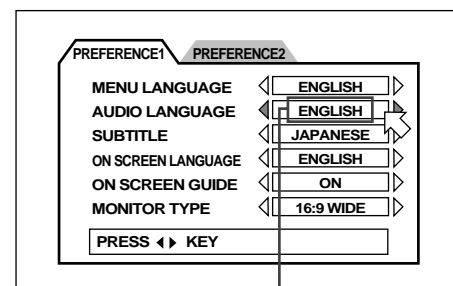 PREFERENCE1 PREFERENCE2
MENU LANGUAGE ENGLISH
AUDIO LANGUAGE ENGLISH
SUBTITLE JAPANESE
ON SCREEN LANGUAGE ENGLISH
ON SCREEN GUIDE ON
MONITOR TYPE 16:9 WIDE
PRESS ◀▶ KEY